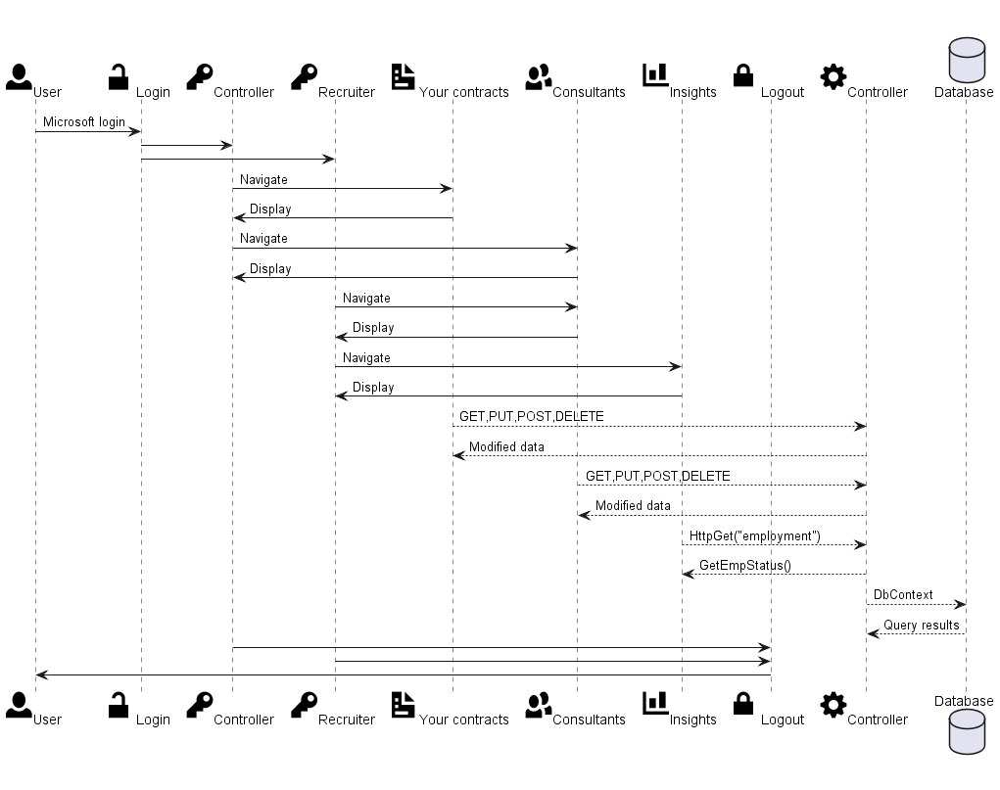 User Login Controller Recruiter Your contracts Consultants Insights Logout Controller Database
Microsoft login
Navigate
Display
Navigate
Display
Navigate
Display
Navigate
Display
GET,PUT,POST,DELETE
Modified data
GET,PUT,POST,DELETE
Modified data
HttpGet("employment")
GetEmpStatus()
DbContext
Query results
User Login Controller Recruiter Your contracts Consultants Insights Logout Controller Database